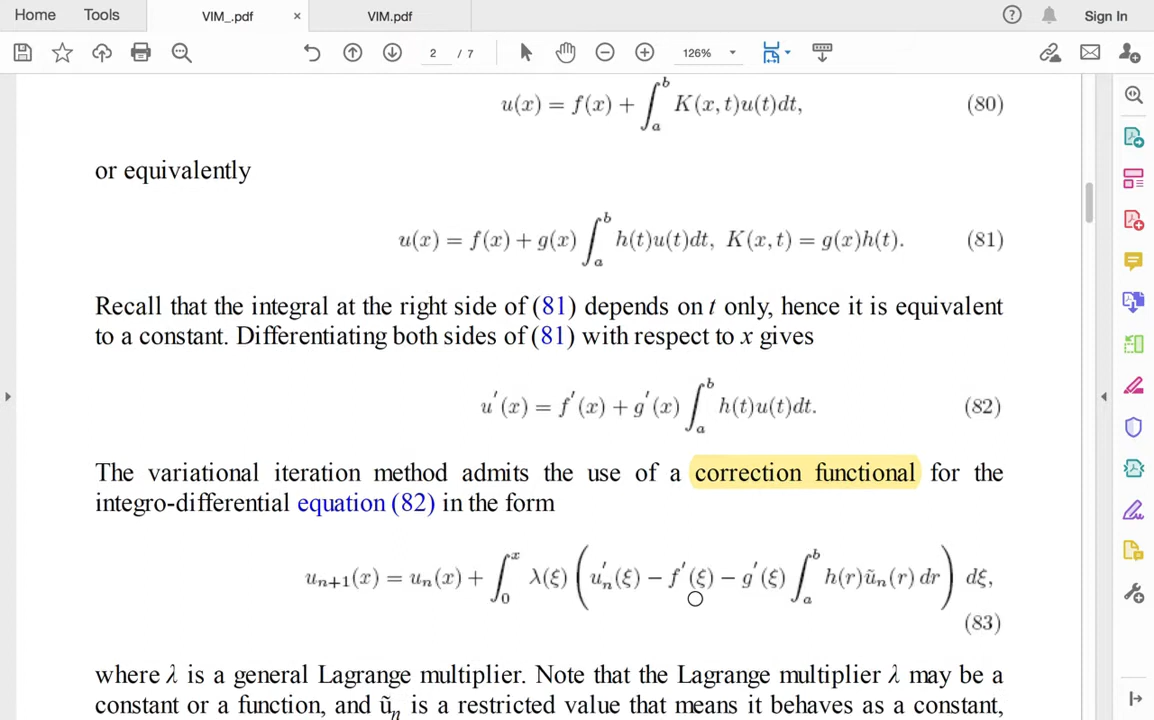 Home Tools VIM_.pdf × VIM.pdf ? Sign In
2 / 7 126%
u(x) = f(x) + ∫_a^b K(x, t)u(t)dt, (80)
or equivalently
u(x) = f(x) + g(x) ∫_a^b h(t)u(t)dt, K(x, t) = g(x)h(t). (81)
Recall that the integral at the right side of (81) depends on t only, hence it is equivalent
to a constant. Differentiating both sides of (81) with respect to x gives
u′(x) = f′(x) + g′(x) ∫_a^b h(t)u(t)dt. (82)
The variational iteration method admits the use of a correction functional for the
integro-differential equation (82) in the form
u_{n+1}(x) = u_n(x) + ∫_0^x λ(ξ) ( u′_n(ξ) − f′(ξ) − g′(ξ) ∫_a^b h(r)ũ_n(r) dr ) dξ,
(83)
where λ is a general Lagrange multiplier. Note that the Lagrange multiplier λ may be a
constant or a function, and ũ_n is a restricted value that means it behaves as a constant,